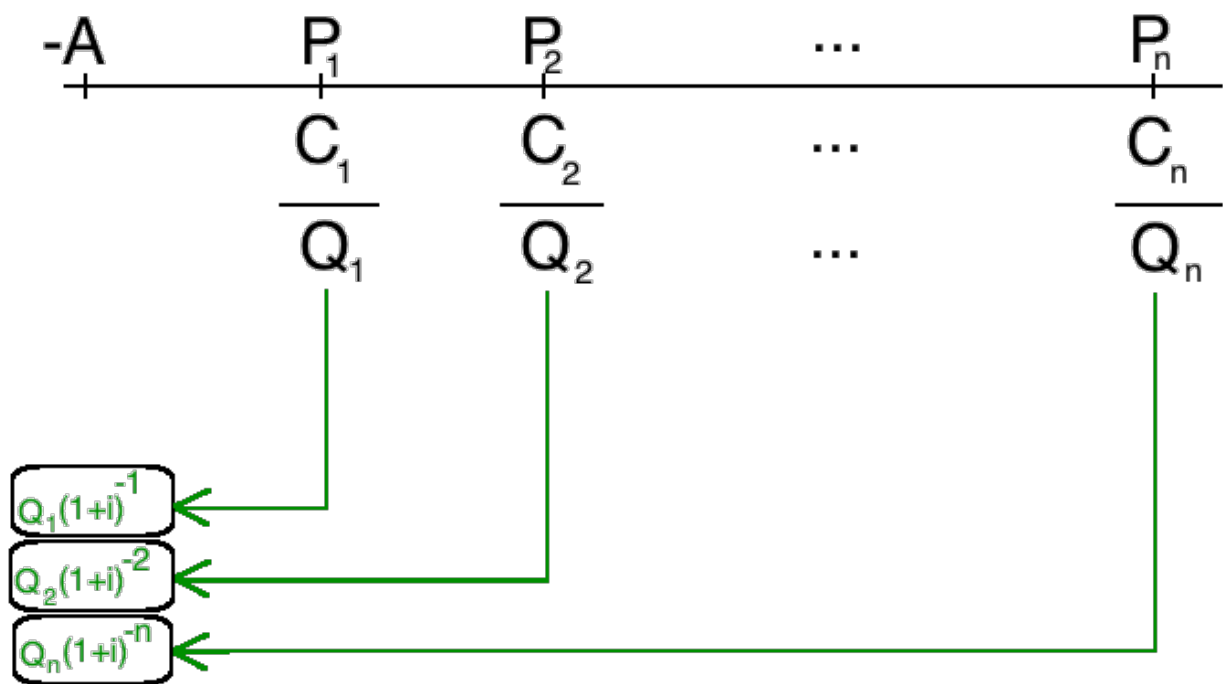 -A P₁ P₂ ... Pₙ
C₁ C₂ ... Cₙ
Q₁ Q₂ ... Qₙ
Q₁(1+i)⁻¹
Q₂(1+i)⁻²
Qₙ(1+i)⁻ⁿ